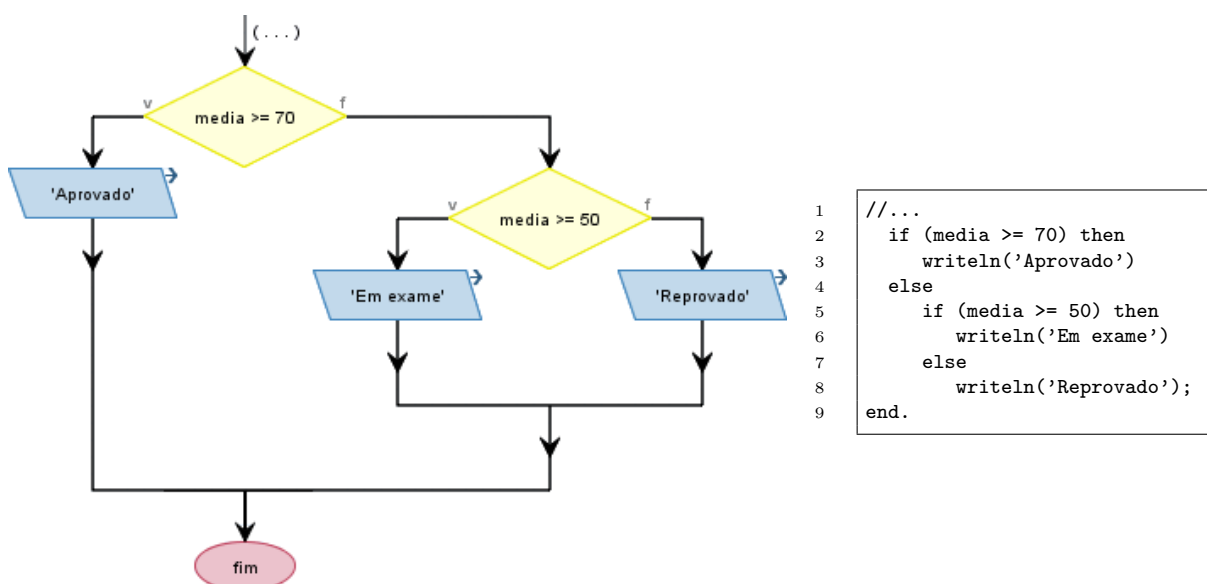 (...)
v
f
media >= 70
'Aprovado'
v
f
media >= 50
'Em exame'
'Reprovado'
fim
1 //...
2 if (media >= 70) then
3 writeln('Aprovado')
4 else
5 if (media >= 50) then
6 writeln('Em exame')
7 else
8 writeln('Reprovado');
9 end.